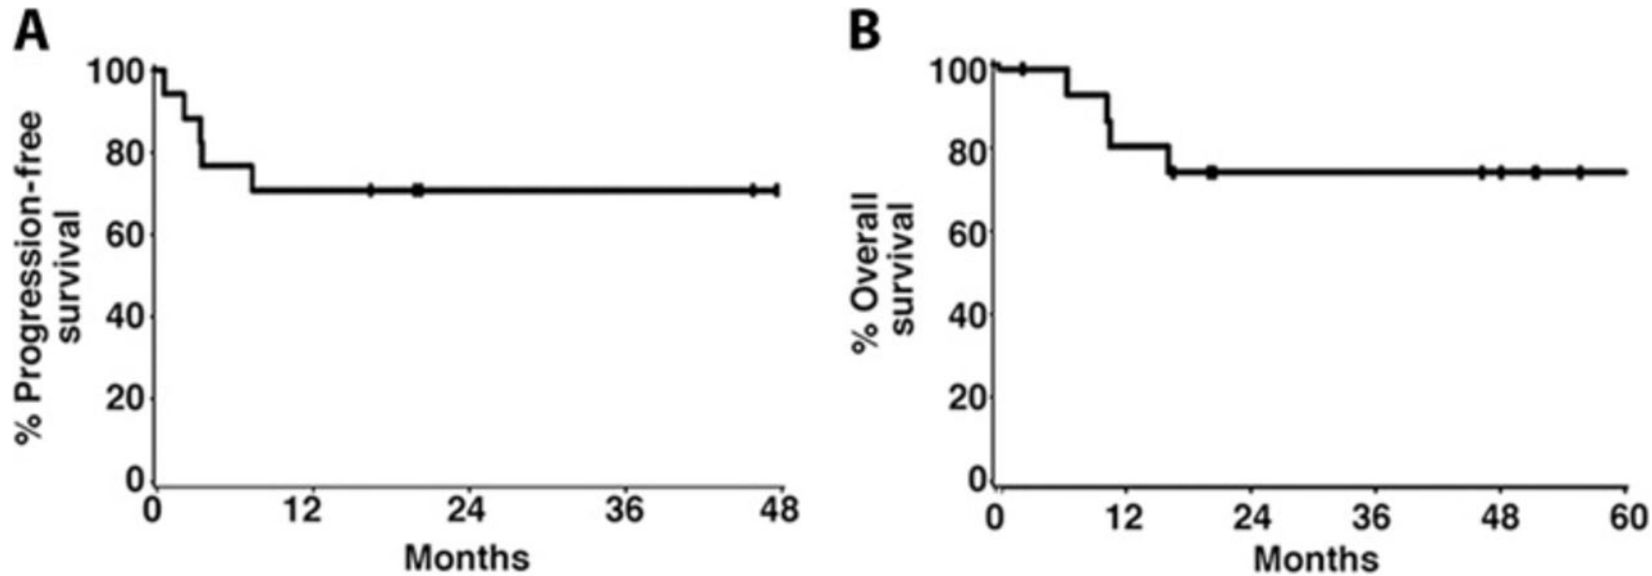 A
% Progression-free
survival
100
80
60
40
20
0
0 12 24 36 48
Months
B
% Overall
survival
100
80
60
40
20
0
0 12 24 36 48 60
Months